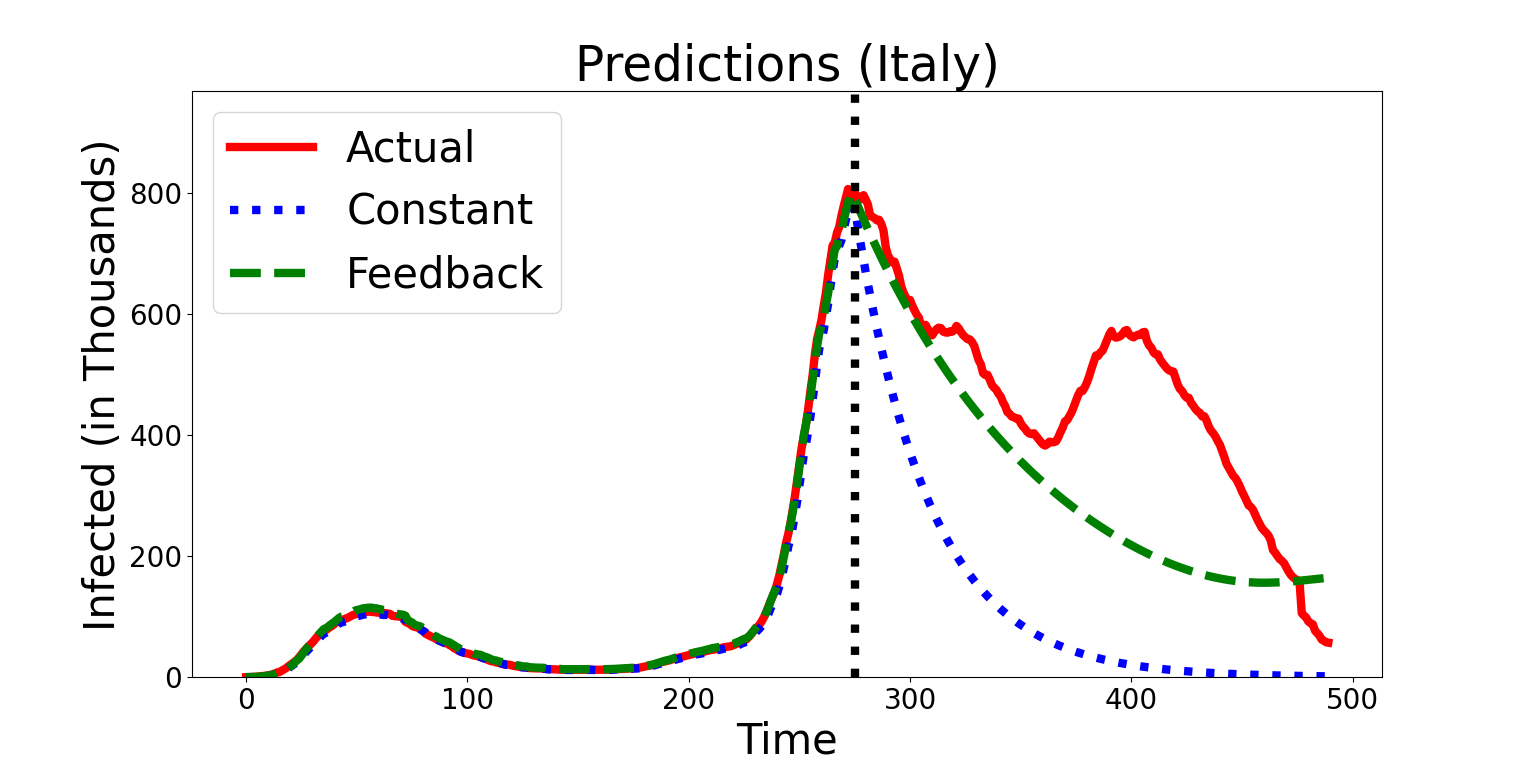 Predictions (Italy)
Actual
Constant
Feedback
Infected (in Thousands)
800
600
400
200
0
0 100 200 300 400 500
Time